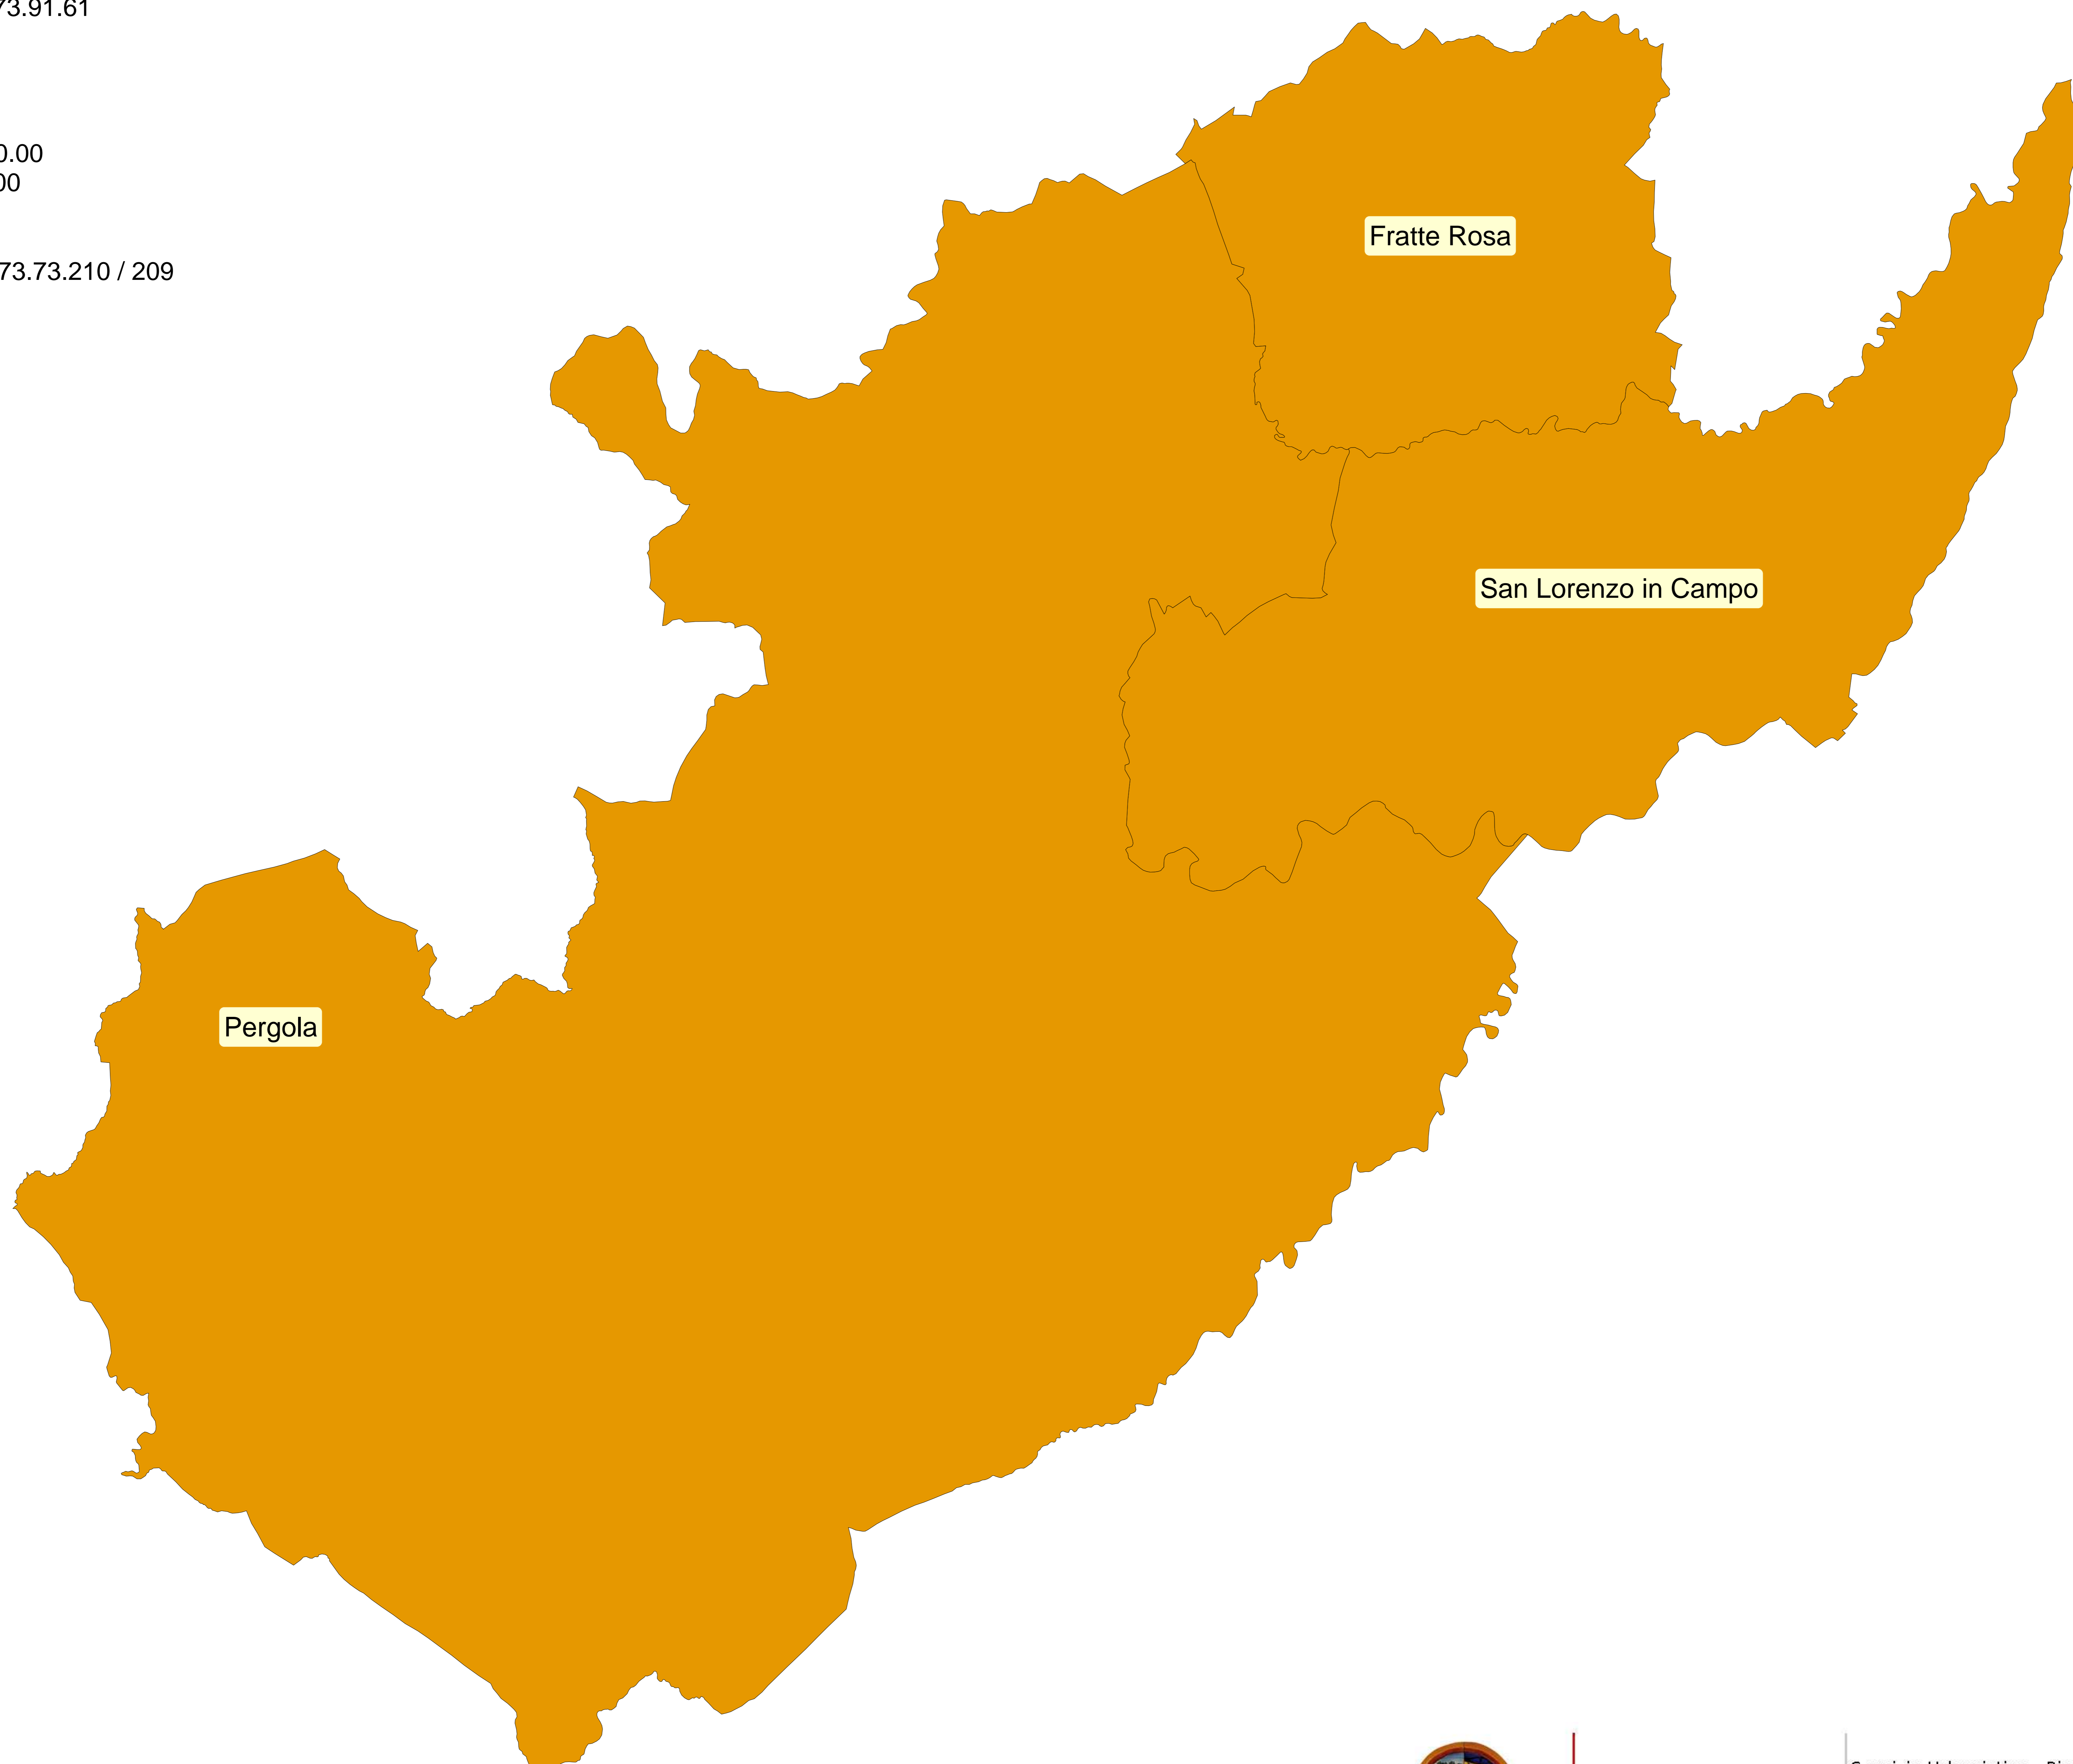 73.91.61
0.00
00
73.73.210 / 209
Fratte Rosa
San Lorenzo in Campo
Pergola